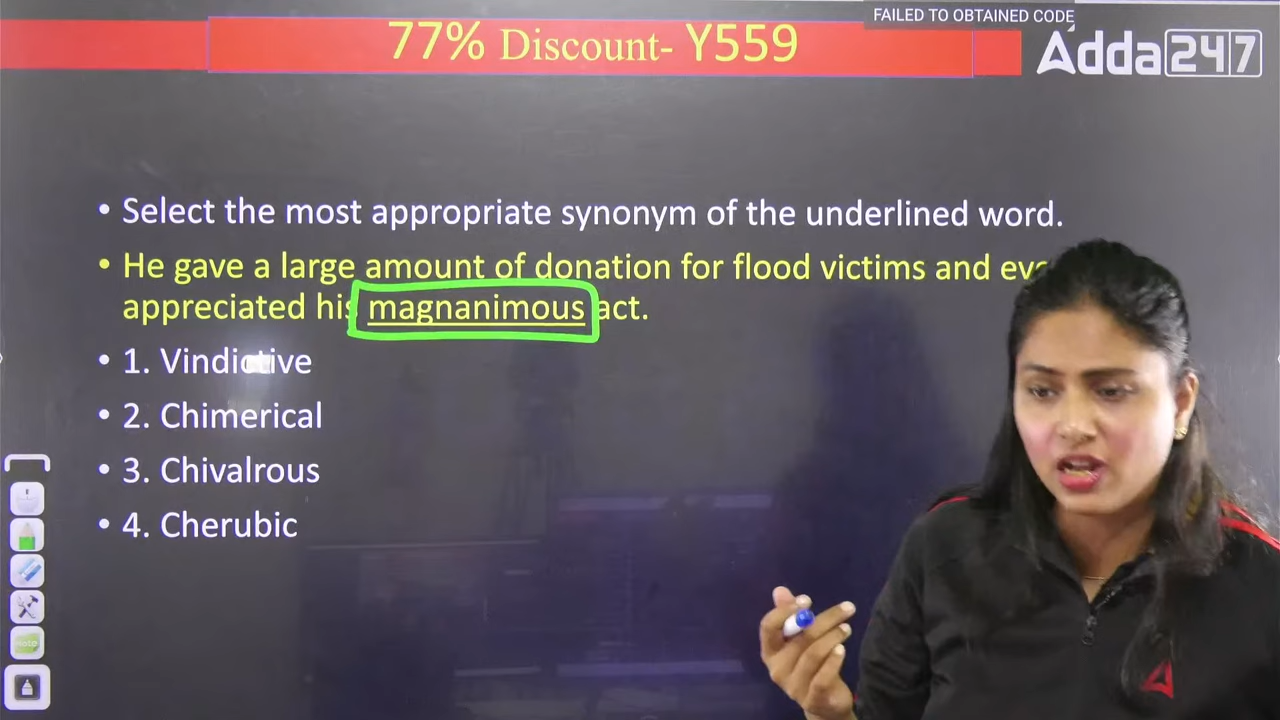 FAILED TO OBTAINED CODE
77% Discount- Y559
Adda 247
• Select the most appropriate synonym of the underlined word.
• He gave a large amount of donation for flood victims and
appreciated his magnanimous act.
• 1. Vindictive
• 2. Chimerical
• 3. Chivalrous
• 4. Cherubic